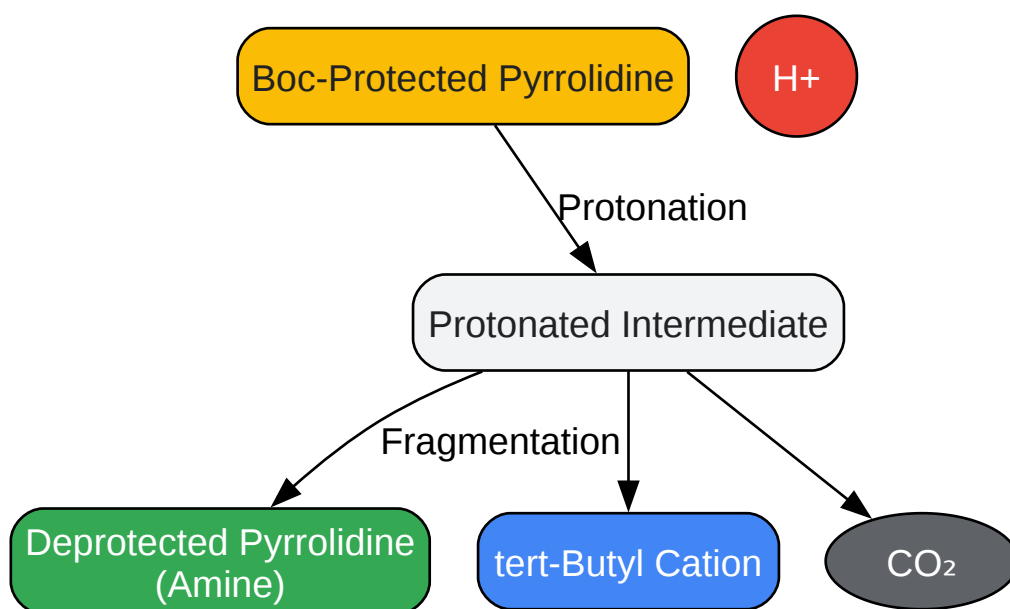 Boc-Protected Pyrrolidine
H+
Protonation
Protonated Intermediate
Fragmentation
Deprotected Pyrrolidine
(Amine)
tert-Butyl Cation
CO₂